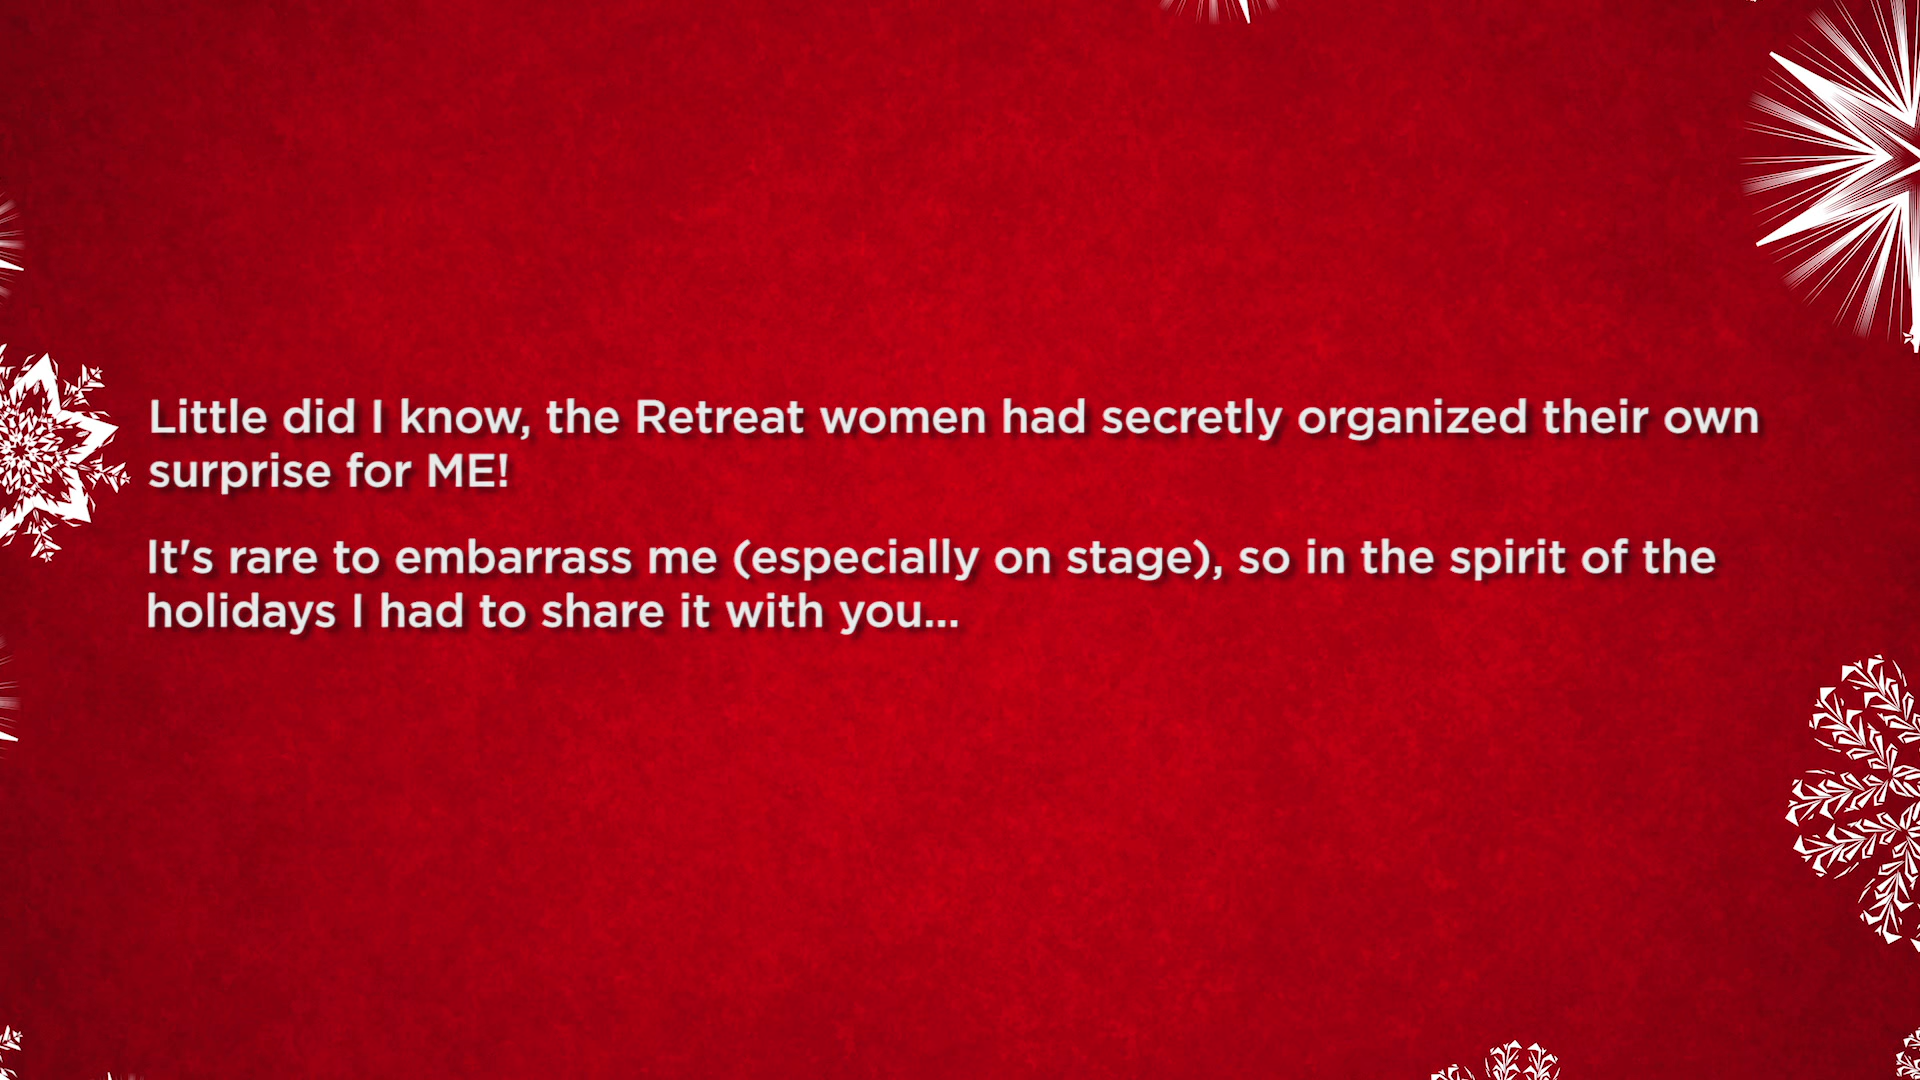 Little did I know, the Retreat women had secretly organized their own
surprise for ME!
It's rare to embarrass me (especially on stage), so in the spirit of the
holidays I had to share it with you...